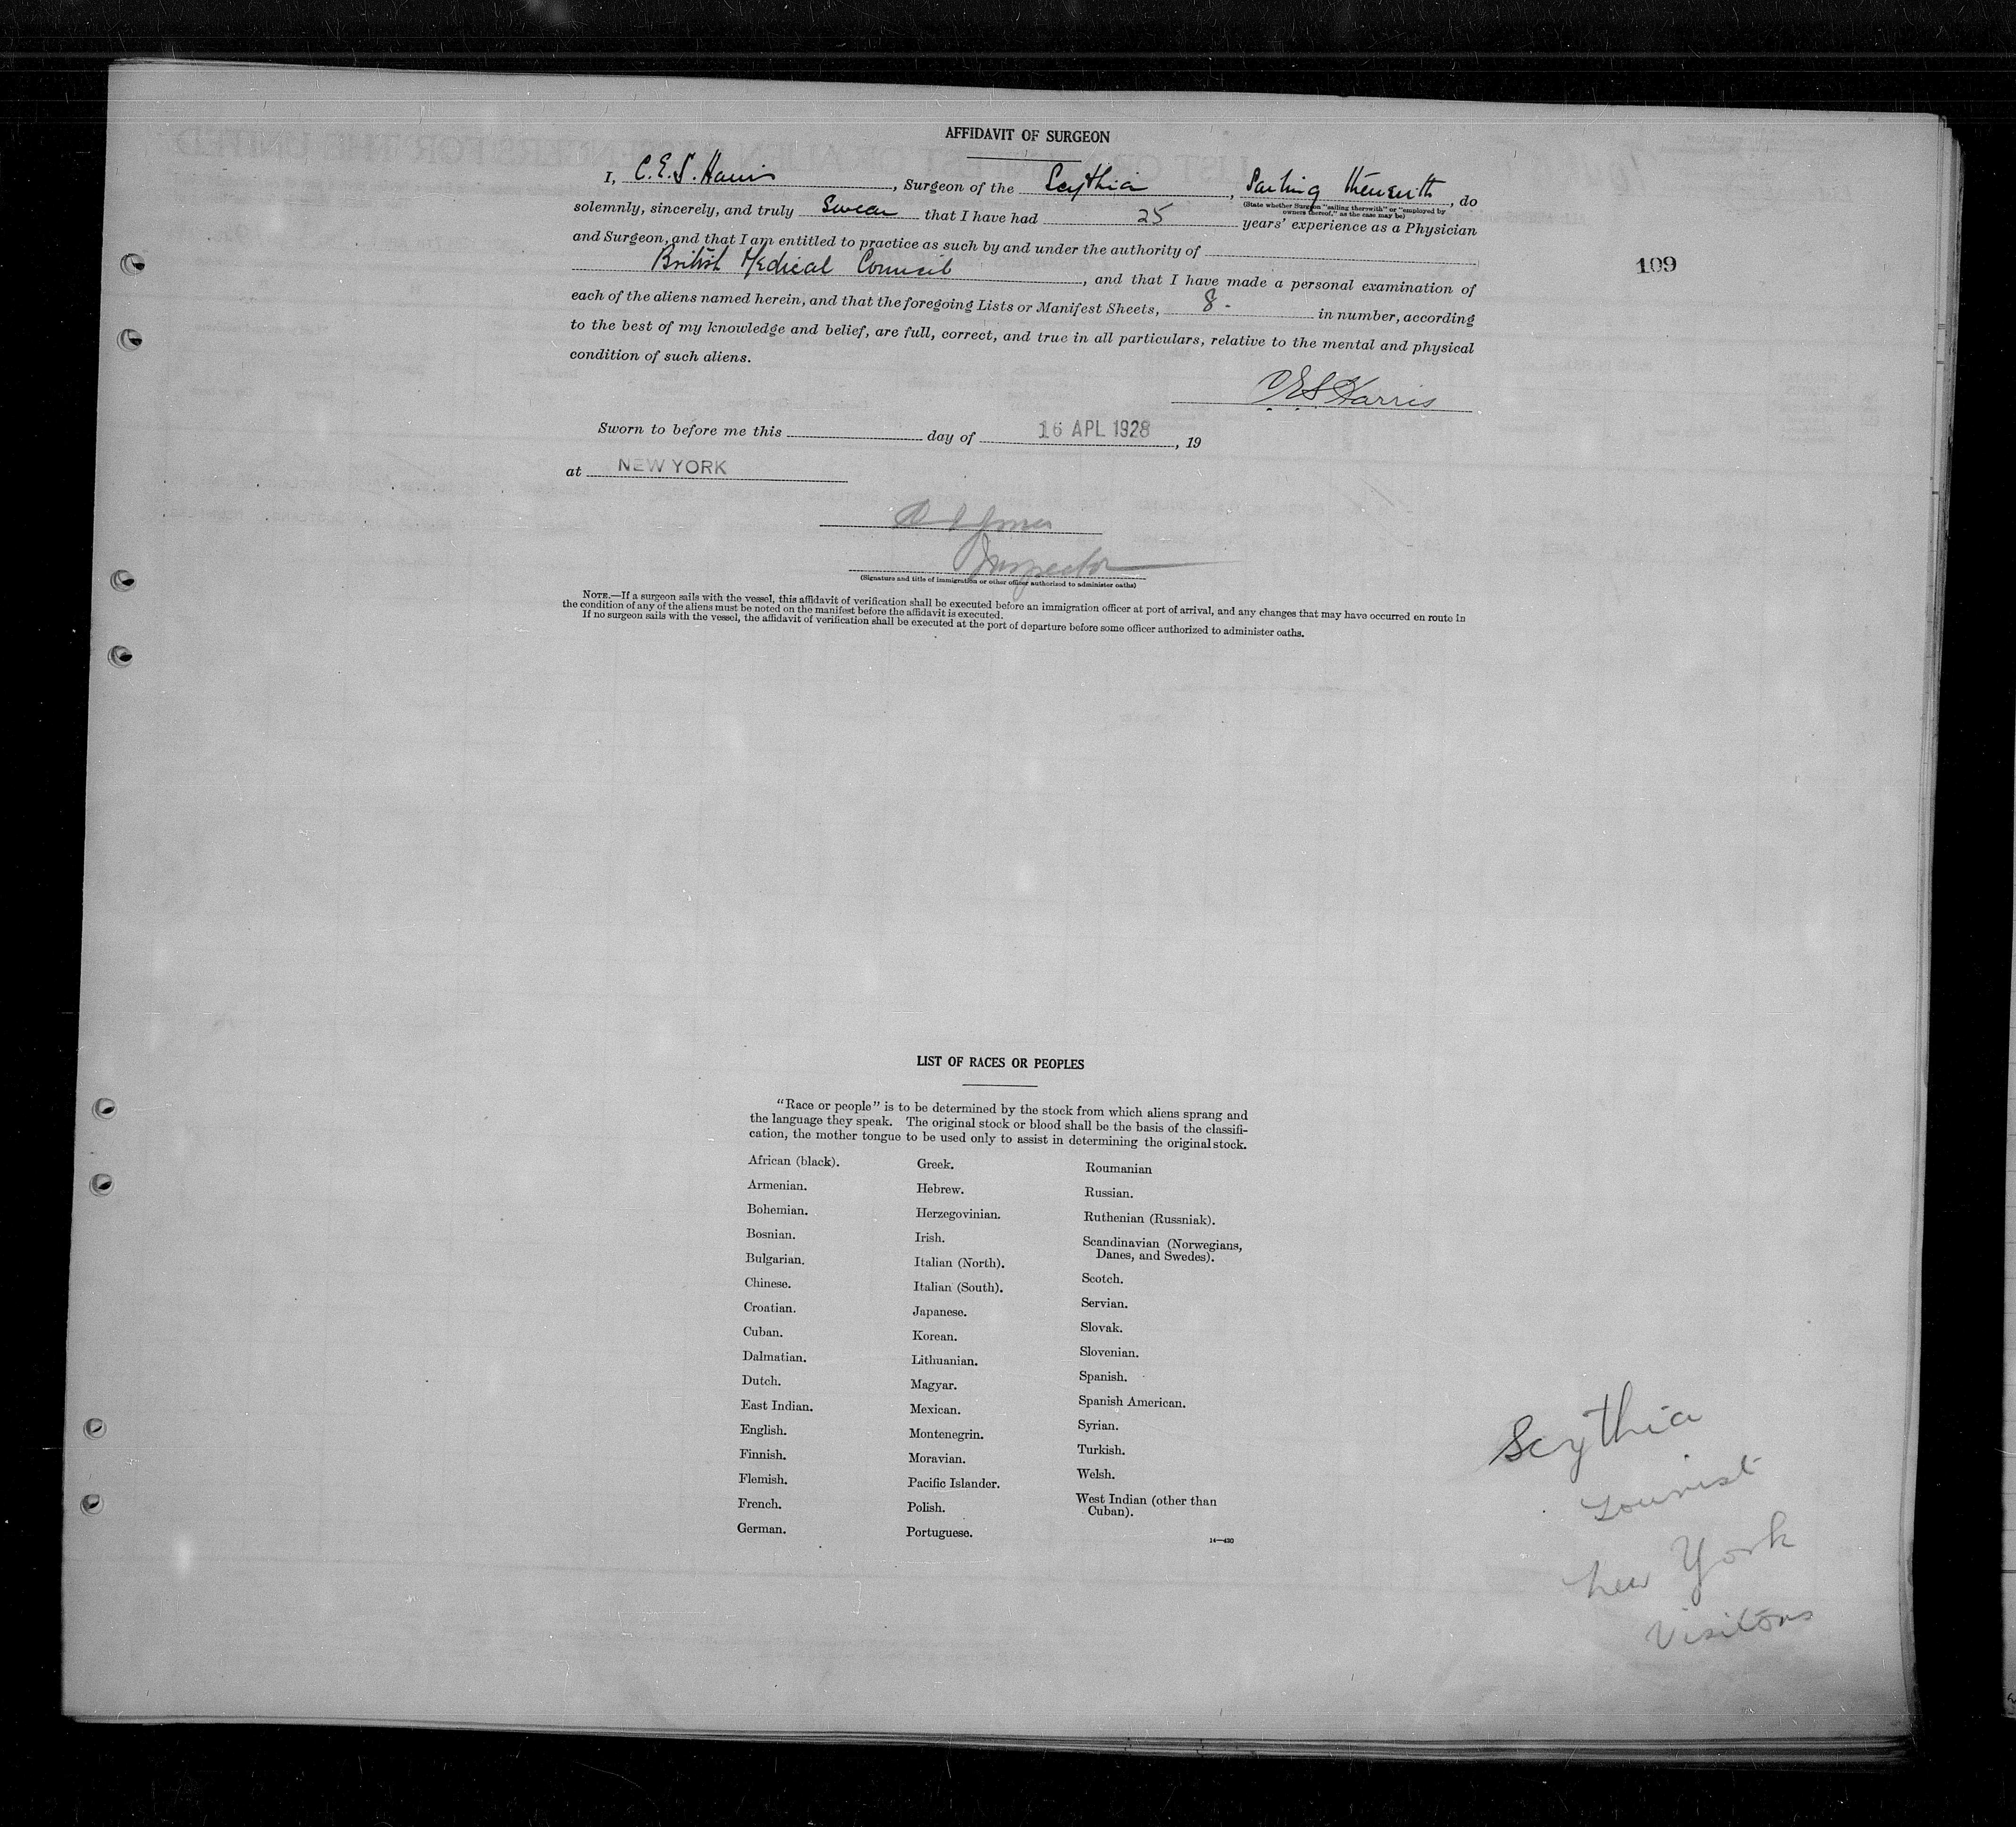 AFFIDAVIT OF SURGEON
I, C.E.S. Harris, Surgeon of the Scythia, Sailing therewith, do
(State whether Surgeon "sailing therewith" or "employed by
owners thereof," as the case may be)
solemnly, sincerely, and truly Swear that I have had 25 years' experience as a Physician
and Surgeon, and that I am entitled to practice as such by and under the authority of
British Medical Council, and that I have made a personal examination of
109
each of the aliens named herein, and that the foregoing Lists or Manifest Sheets, 8 - in number, according
to the best of my knowledge and belief, are full, correct, and true in all particulars, relative to the mental and physical
condition of such aliens.
C.E.S. Harris
Sworn to before me this day of 16 APL 1928, 19
at NEW YORK
Inspector
(Signature and title of immigration or other officer authorized to administer oaths)
NOTE.—If a surgeon sails with the vessel, this affidavit of verification shall be executed before an immigration officer at port of arrival, and any changes that may have occurred en route in
the condition of any of the aliens must be noted on the manifest before the affidavit is executed.
If no surgeon sails with the vessel, the affidavit of verification shall be executed at the port of departure before some officer authorized to administer oaths.
LIST OF RACES OR PEOPLES
"Race or people" is to be determined by the stock from which aliens sprang and
the language they speak. The original stock or blood shall be the basis of the classifi-
cation, the mother tongue to be used only to assist in determining the original stock.
African (black).
Armenian.
Bohemian.
Bosnian.
Bulgarian.
Chinese.
Croatian.
Cuban.
Dalmatian.
Dutch.
East Indian.
English.
Finnish.
Flemish.
French.
German.
Greek.
Hebrew.
Herzegovinian.
Irish.
Italian (North).
Italian (South).
Japanese.
Korean.
Lithuanian.
Magyar.
Mexican.
Montenegrin.
Moravian.
Pacific Islander.
Polish.
Portuguese.
Roumanian
Russian.
Ruthenian (Russniak).
Scandinavian (Norwegians,
Danes, and Swedes).
Scotch.
Servian.
Slovak.
Slovenian.
Spanish.
Spanish American.
Syrian.
Turkish.
Welsh.
West Indian (other than
Cuban).
14—430
Scythia
Tourist
New York
Visitors